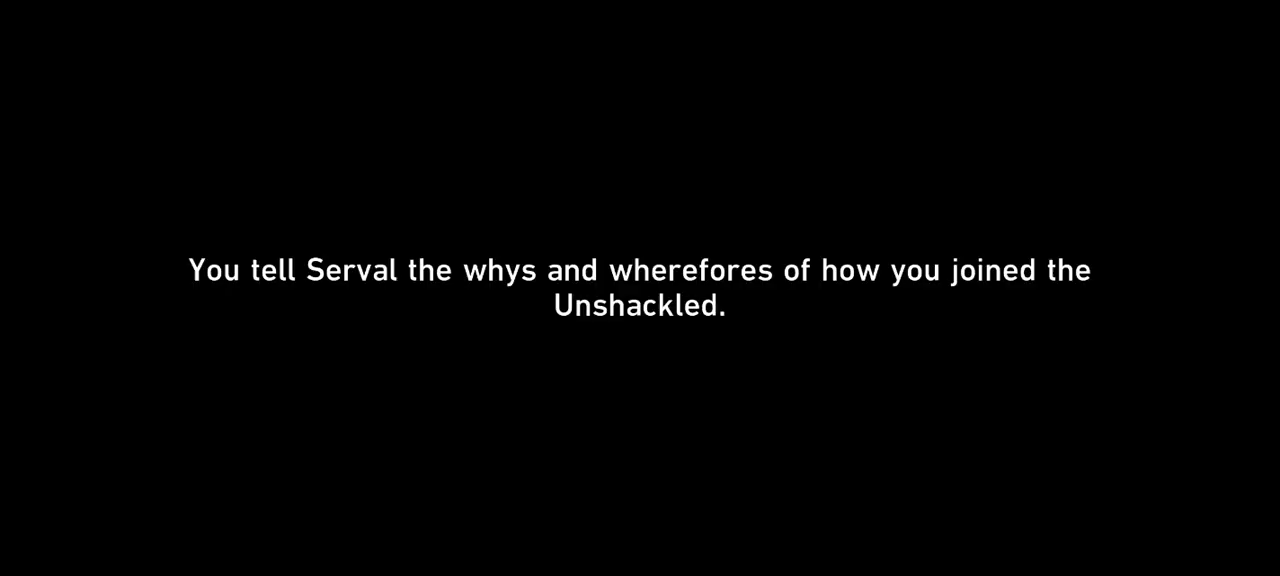 You tell Serval the whys and wherefores of how you joined the
Unshackled.